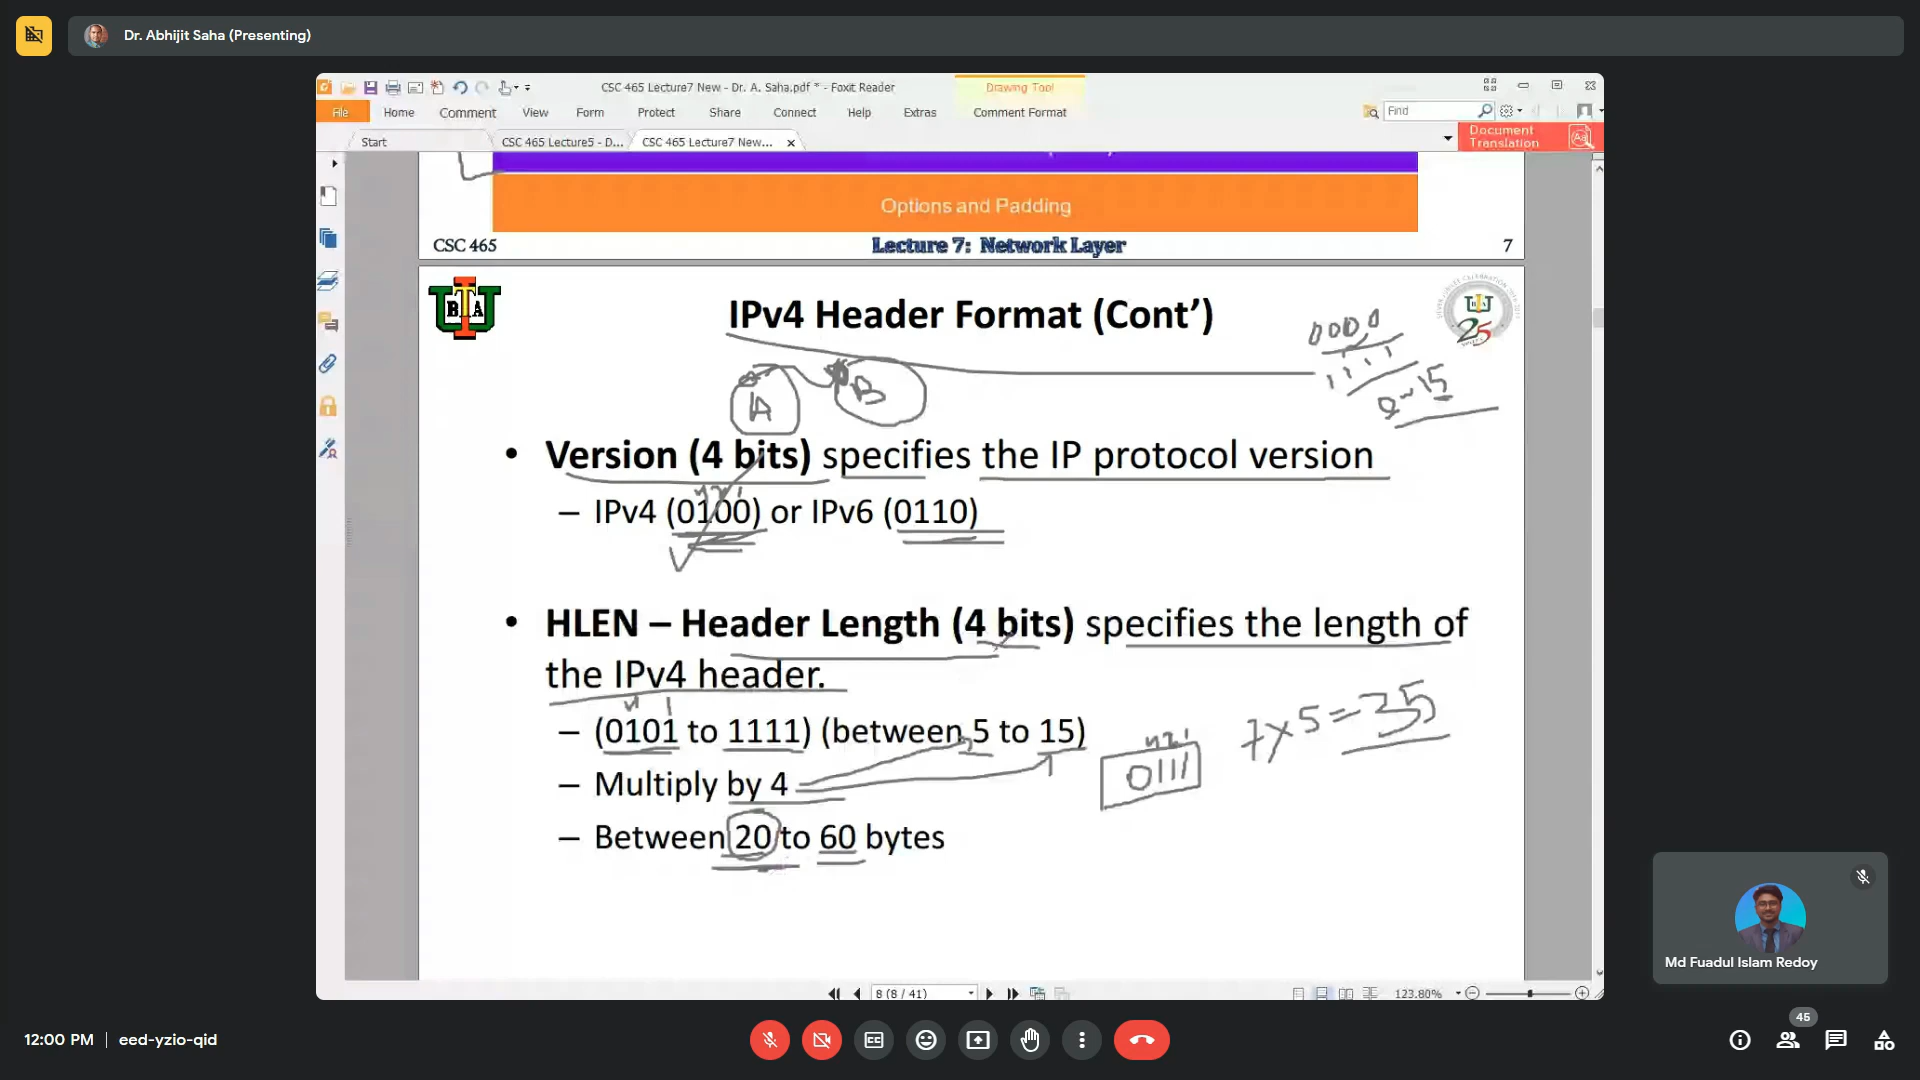 Dr. Abhijit Saha (Presenting)
CSC 465 Lecture7 New - Dr. A. Saha.pdf * - Foxit Reader
Drawing Tool
File Home Comment View Form Protect Share Connect Help Extras Comment Format
Find
Start
CSC 465 Lecture5 - D...
CSC 465 Lecture7 New...
Document Translation
Options and Padding
CSC 465
Lecture 7: Network Layer
7
UITABA
25
IPv4 Header Format (Cont’)
0000
1111
0~15
A
B
• Version (4 bits) specifies the IP protocol version
– IPv4 (0100) or IPv6 (0110)
421
• HLEN – Header Length (4 bits) specifies the length of
the IPv4 header.
4 1
– (0101 to 1111) (between 5 to 15)
421
0111
7x5=35
– Multiply by 4
– Between 20 to 60 bytes
8 (8 / 41)
123.80%
Md Fuadul Islam Redoy
12:00 PM | eed-yzio-qid
45